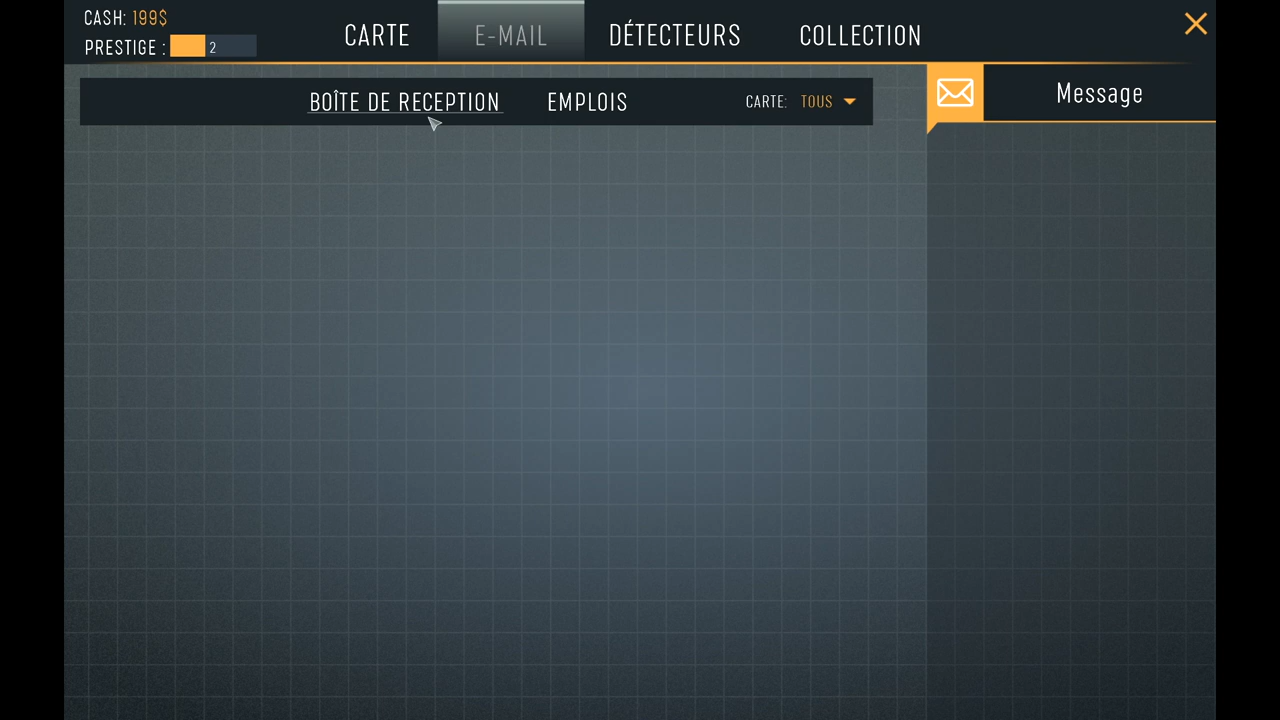 CASH: 199$
PRESTIGE : 2
CARTE
E-MAIL
DÉTECTEURS
COLLECTION
BOÎTE DE RECEPTION
EMPLOIS
CARTE: TOUS
Message